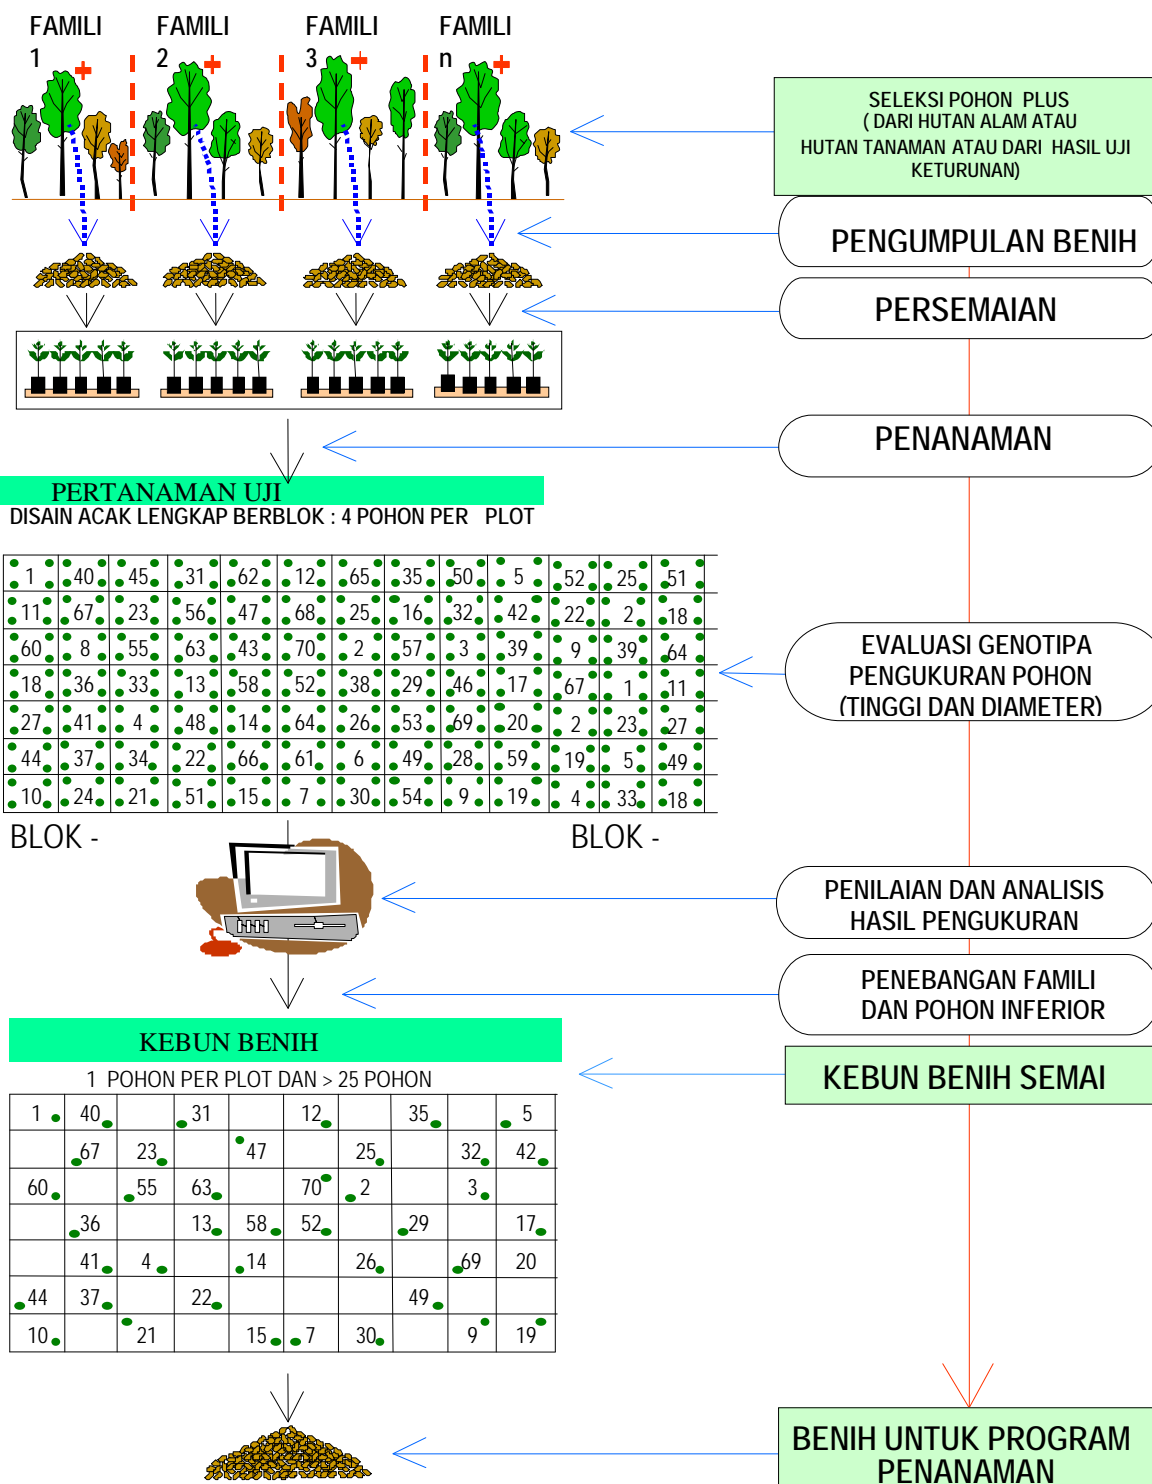 FAMILI 1
FAMILI 2
FAMILI 3
FAMILI n
SELEKSI POHON PLUS
( DARI HUTAN ALAM ATAU
HUTAN TANAMAN ATAU DARI HASIL UJI
KETURUNAN)
PENGUMPULAN BENIH
PERSEMAIAN
PENANAMAN
PERTANAMAN UJI
DISAIN ACAK LENGKAP BERBLOK : 4 POHON PER PLOT
1 40 45 31 62 12 65 35 50 5 52 25 51
11 67 23 56 47 68 25 16 32 42 22 2 18
60 8 55 63 43 70 2 57 3 39 9 39 64
18 36 33 13 58 52 38 29 46 17 67 1 11
27 41 4 48 14 64 26 53 69 20 2 23 27
44 37 34 22 66 61 6 49 28 59 19 5 49
10 24 21 51 15 7 30 54 9 19 4 33 18
EVALUASI GENOTIPA
PENGUKURAN POHON
(TINGGI DAN DIAMETER)
BLOK - BLOK -
PENILAIAN DAN ANALISIS
HASIL PENGUKURAN
PENEBANGAN FAMILI
DAN POHON INFERIOR
KEBUN BENIH
KEBUN BENIH SEMAI
1 POHON PER PLOT DAN > 25 POHON
1 40 31 12 35 5
67 23 47 25 32 42
60 55 63 70 2 3
36 13 58 52 29 17
41 4 14 26 69 20
44 37 22 49
10 21 15 7 30 9 19
BENIH UNTUK PROGRAM
PENANAMAN